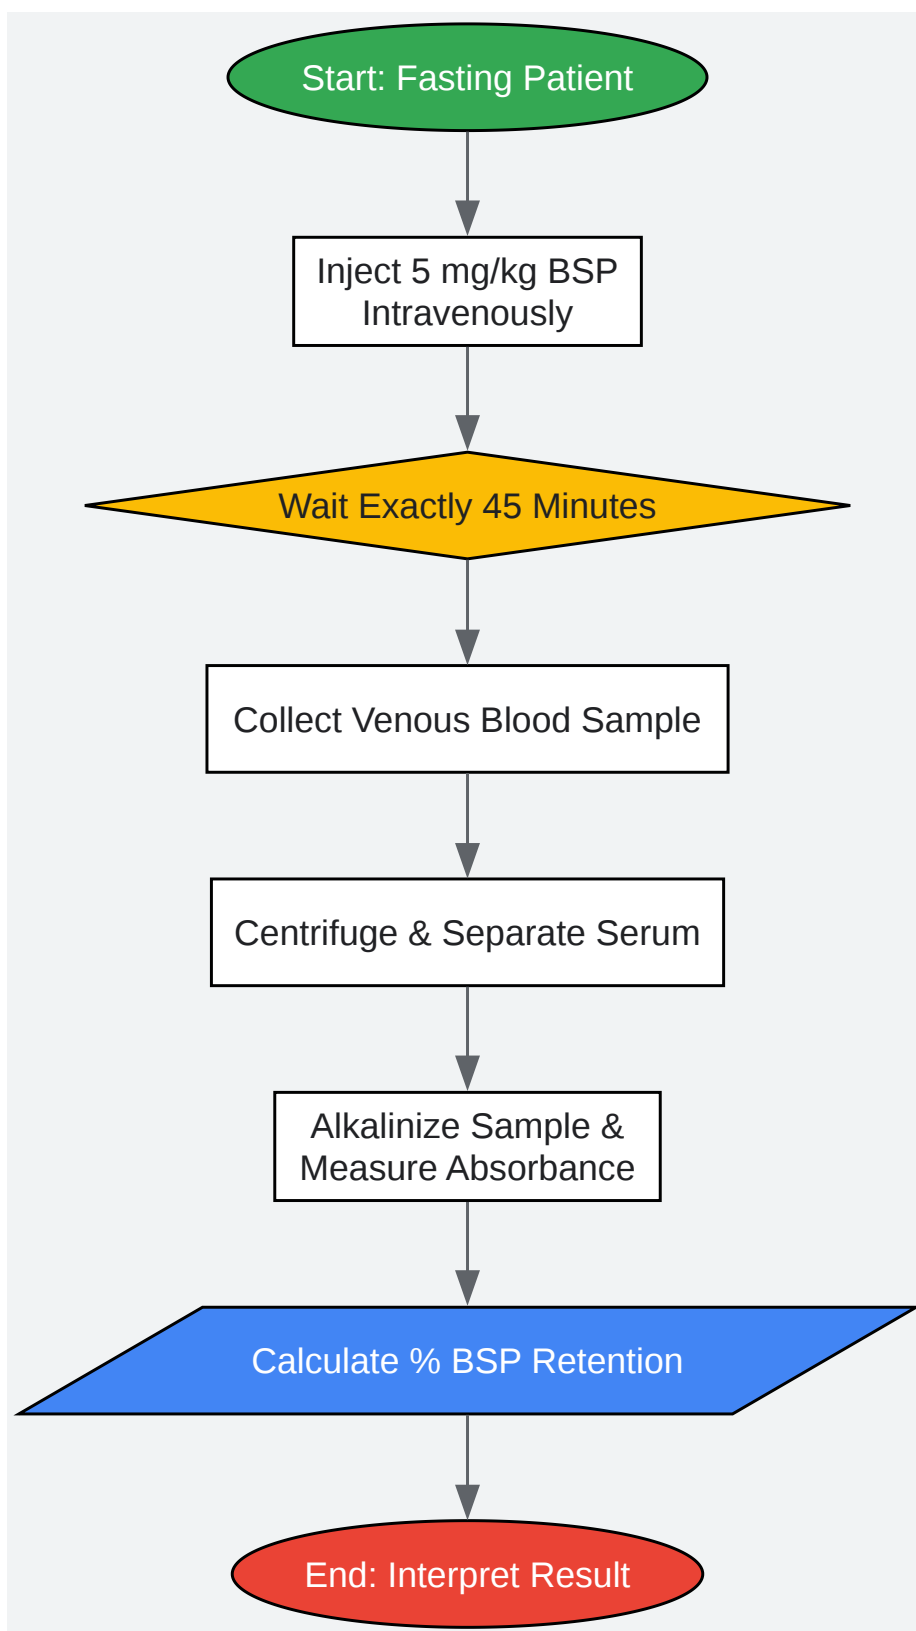 Start: Fasting Patient
Inject 5 mg/kg BSP
Intravenously
Wait Exactly 45 Minutes
Collect Venous Blood Sample
Centrifuge & Separate Serum
Alkalinize Sample &
Measure Absorbance
Calculate % BSP Retention
End: Interpret Result